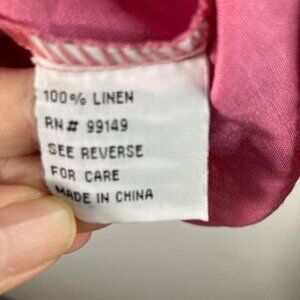 100% LINEN
RN# 99149
SEE REVERSE
FOR CARE
MADE IN CHINA